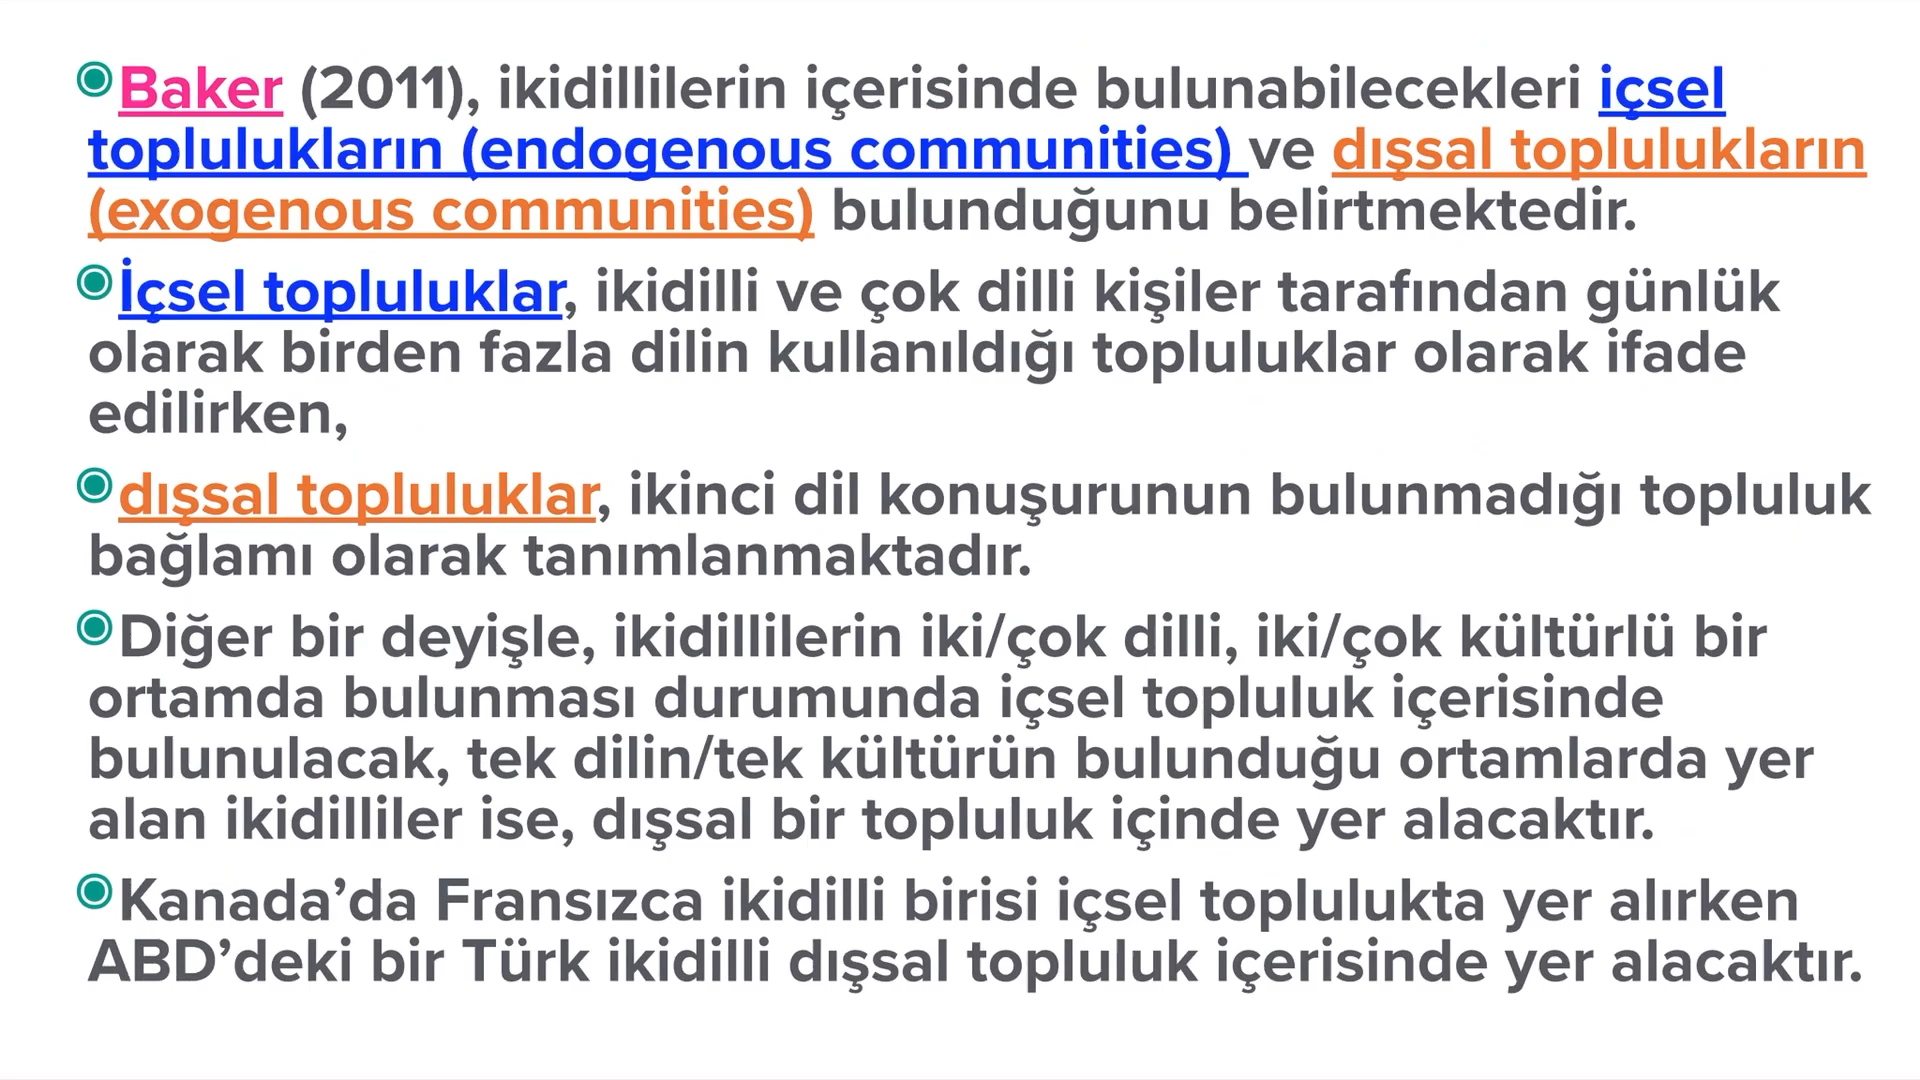 Baker (2011), ikidillilerin içerisinde bulunabilecekleri içsel
toplulukların (endogenous communities) ve dışsal toplulukların
(exogenous communities) bulunduğunu belirtmektedir.
İçsel topluluklar, ikidilli ve çok dilli kişiler tarafından günlük
olarak birden fazla dilin kullanıldığı topluluklar olarak ifade
edilirken,
dışsal topluluklar, ikinci dil konuşurunun bulunmadığı topluluk
bağlamı olarak tanımlanmaktadır.
Diğer bir deyişle, ikidillilerin iki/çok dilli, iki/çok kültürlü bir
ortamda bulunması durumunda içsel topluluk içerisinde
bulunulacak, tek dilin/tek kültürün bulunduğu ortamlarda yer
alan ikidilliler ise, dışsal bir topluluk içinde yer alacaktır.
Kanada’da Fransızca ikidilli birisi içsel toplulukta yer alırken
ABD’deki bir Türk ikidilli dışsal topluluk içerisinde yer alacaktır.